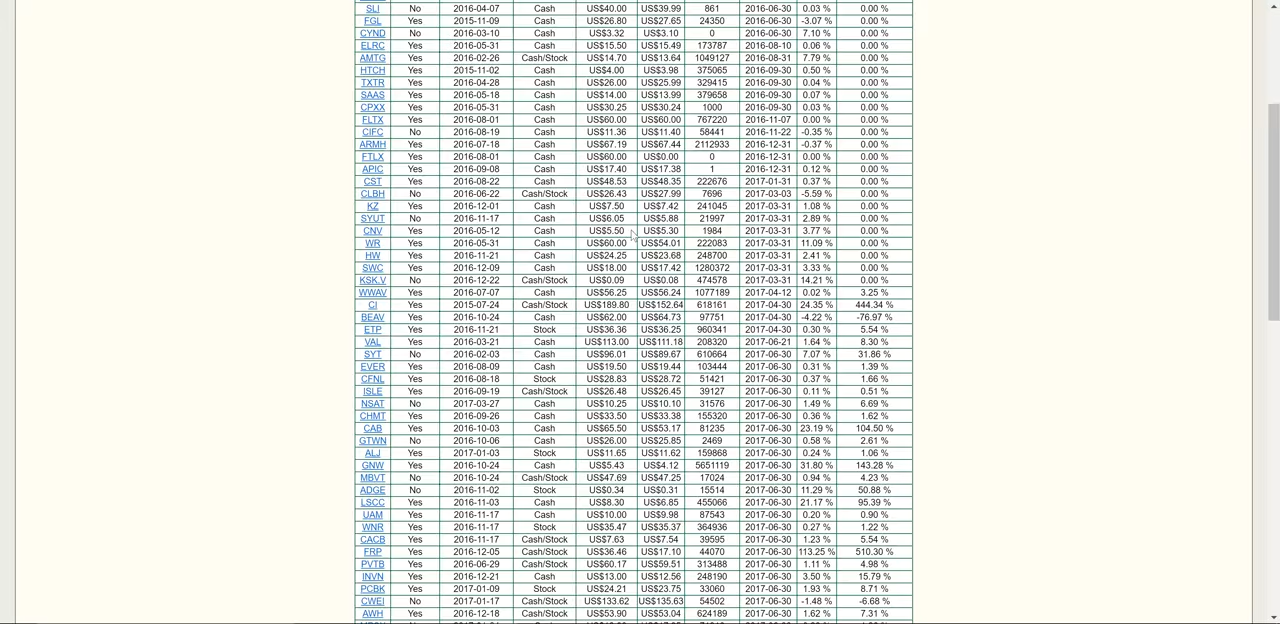 SLI No 2016-04-07 Cash US$40.00 US$39.99 861 2016-06-30 0.03 % 0.00 %
FGL Yes 2015-11-09 Cash US$26.80 US$27.65 24350 2016-06-30 -3.07 % 0.00 %
CYND No 2016-03-10 Cash US$3.32 US$3.10 0 2016-06-30 7.10 % 0.00 %
ELRC Yes 2016-05-31 Cash US$15.50 US$15.49 173787 2016-08-10 0.06 % 0.00 %
AMTG Yes 2016-02-26 Cash/Stock US$14.70 US$13.64 1049127 2016-08-31 7.79 % 0.00 %
HTCH Yes 2015-11-02 Cash US$4.00 US$3.98 375065 2016-09-30 0.50 % 0.00 %
TXTR Yes 2016-04-28 Cash US$26.00 US$25.99 329415 2016-09-30 0.04 % 0.00 %
SAAS Yes 2016-05-18 Cash US$14.00 US$13.99 379658 2016-09-30 0.07 % 0.00 %
CPXX Yes 2016-05-31 Cash US$30.25 US$30.24 1000 2016-09-30 0.03 % 0.00 %
FLTX Yes 2016-08-01 Cash US$60.00 US$60.00 767220 2016-11-07 0.00 % 0.00 %
CIFC No 2016-08-19 Cash US$11.36 US$11.40 58441 2016-11-22 -0.35 % 0.00 %
ARMH Yes 2016-07-18 Cash US$67.19 US$67.44 2112933 2016-12-31 -0.37 % 0.00 %
FTLX Yes 2016-08-01 Cash US$60.00 US$0.00 0 2016-12-31 0.00 % 0.00 %
APIC Yes 2016-09-08 Cash US$17.40 US$17.38 1 2016-12-31 0.12 % 0.00 %
CST Yes 2016-08-22 Cash US$48.53 US$48.35 222676 2017-01-31 0.37 % 0.00 %
CLBH No 2016-06-22 Cash/Stock US$26.43 US$27.99 7696 2017-03-03 -5.59 % 0.00 %
KZ Yes 2016-12-01 Cash US$7.50 US$7.42 241045 2017-03-31 1.08 % 0.00 %
SYUT No 2016-11-17 Cash US$6.05 US$5.88 21997 2017-03-31 2.89 % 0.00 %
CNV Yes 2016-05-12 Cash US$5.50 US$5.30 1984 2017-03-31 3.77 % 0.00 %
WR Yes 2016-05-31 Cash US$60.00 US$54.01 222083 2017-03-31 11.09 % 0.00 %
HW Yes 2016-11-21 Cash US$24.25 US$23.68 248700 2017-03-31 2.41 % 0.00 %
SWC Yes 2016-12-09 Cash US$18.00 US$17.42 1280372 2017-03-31 3.33 % 0.00 %
KSK.V No 2016-12-22 Cash/Stock US$0.09 US$0.08 474578 2017-03-31 14.21 % 0.00 %
WWAV Yes 2016-07-07 Cash US$56.25 US$56.24 1077189 2017-04-12 0.02 % 3.25 %
CI Yes 2015-07-24 Cash/Stock US$189.80 US$152.64 618161 2017-04-30 24.35 % 444.34 %
BEAV Yes 2016-10-24 Cash US$62.00 US$64.73 97751 2017-04-30 -4.22 % -76.97 %
ETP Yes 2016-11-21 Stock US$36.36 US$36.25 960341 2017-04-30 0.30 % 5.54 %
VAL Yes 2016-03-21 Cash US$113.00 US$111.18 208320 2017-06-21 1.64 % 8.30 %
SYT No 2016-02-03 Cash US$96.01 US$89.67 610664 2017-06-30 7.07 % 31.86 %
EVER Yes 2016-08-09 Cash US$19.50 US$19.44 103444 2017-06-30 0.31 % 1.39 %
CFNL Yes 2016-08-18 Stock US$28.83 US$28.72 51421 2017-06-30 0.37 % 1.66 %
ISLE Yes 2016-09-19 Cash/Stock US$26.48 US$26.45 39127 2017-06-30 0.11 % 0.51 %
NSAT No 2017-03-27 Cash US$10.25 US$10.10 31576 2017-06-30 1.49 % 6.69 %
CHMT Yes 2016-09-26 Cash US$33.50 US$33.38 155320 2017-06-30 0.36 % 1.62 %
CAB Yes 2016-10-03 Cash US$65.50 US$53.17 81235 2017-06-30 23.19 % 104.50 %
GTWN No 2016-10-06 Cash US$26.00 US$25.85 2469 2017-06-30 0.58 % 2.61 %
ALJ Yes 2017-01-03 Stock US$11.65 US$11.62 159868 2017-06-30 0.24 % 1.06 %
GNW Yes 2016-10-24 Cash US$5.43 US$4.12 5651119 2017-06-30 31.80 % 143.28 %
MBVT No 2016-10-24 Cash/Stock US$47.69 US$47.25 17024 2017-06-30 0.94 % 4.23 %
ADGE No 2016-11-02 Stock US$0.34 US$0.31 15514 2017-06-30 11.29 % 50.88 %
LSCC Yes 2016-11-03 Cash US$8.30 US$6.85 455066 2017-06-30 21.17 % 95.39 %
UAM Yes 2016-11-17 Cash US$10.00 US$9.98 87543 2017-06-30 0.20 % 0.90 %
WNR Yes 2016-11-17 Stock US$35.47 US$35.37 364936 2017-06-30 0.27 % 1.22 %
CACB Yes 2016-11-17 Cash/Stock US$7.63 US$7.54 39595 2017-06-30 1.23 % 5.54 %
FRP Yes 2016-12-05 Cash/Stock US$36.46 US$17.10 44070 2017-06-30 113.25 % 510.30 %
PVTB Yes 2016-06-29 Cash/Stock US$60.17 US$59.51 313488 2017-06-30 1.11 % 4.98 %
INVN Yes 2016-12-21 Cash US$13.00 US$12.56 248190 2017-06-30 3.50 % 15.79 %
PCBK Yes 2017-01-09 Stock US$24.21 US$23.75 33060 2017-06-30 1.93 % 8.71 %
CWEI No 2017-01-17 Cash/Stock US$133.62 US$135.63 54502 2017-06-30 -1.48 % -6.68 %
AWH Yes 2016-12-18 Cash/Stock US$53.90 US$53.04 624189 2017-06-30 1.62 % 7.31 %